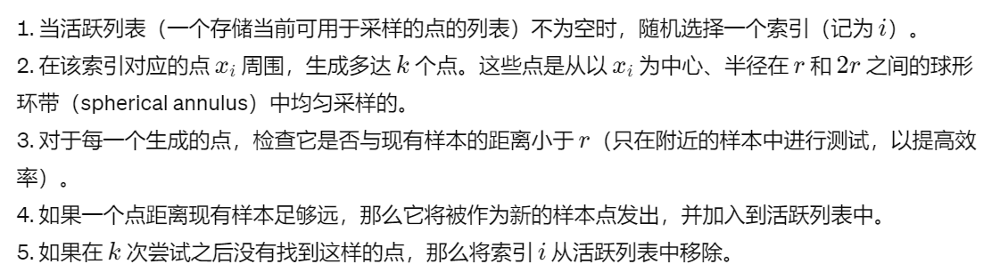 1. 当活跃列表（一个存储当前可用于采样的点的列表）不为空时，随机选择一个索引（记为 i）。
2. 在该索引对应的点 xᵢ 周围，生成多达 k 个点。这些点是从以 xᵢ 为中心、半径在 r 和 2r 之间的球形
环带（spherical annulus）中均匀采样的。
3. 对于每一个生成的点，检查它是否与现有样本的距离小于 r（只在附近的样本中进行测试，以提高效
率）。
4. 如果一个点距离现有样本足够远，那么它将被作为新的样本点发出，并加入到活跃列表中。
5. 如果在 k 次尝试之后没有找到这样的点，那么将索引 i 从活跃列表中移除。